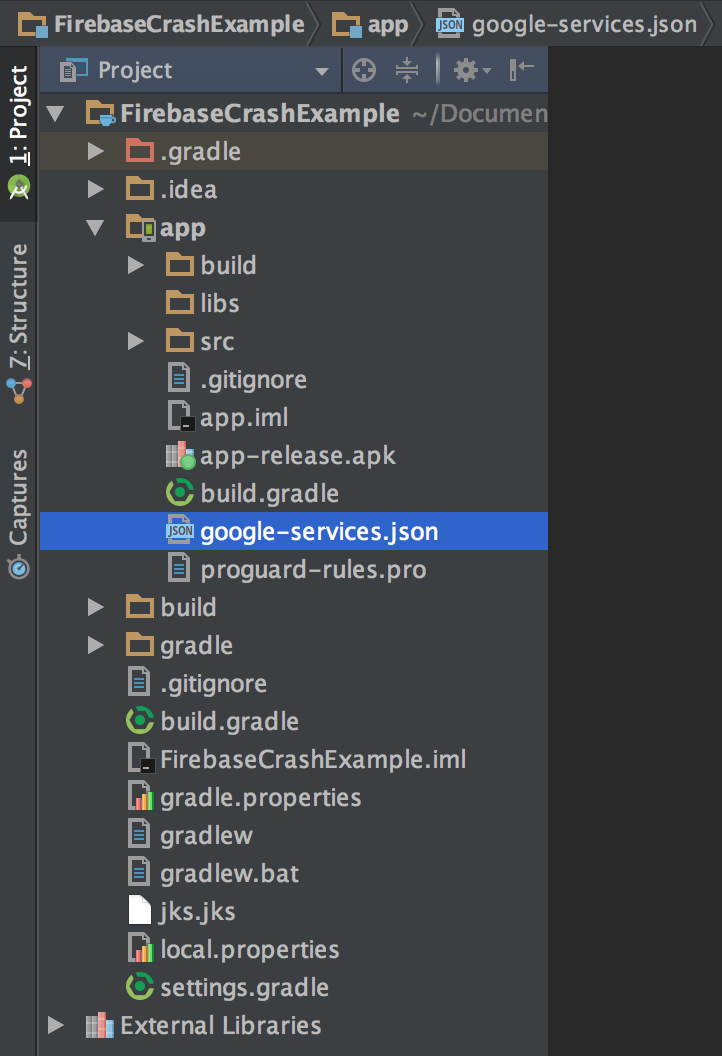 FirebaseCrashExample app JSON google-services.json
Project
1: Project
7: Structure
Captures
FirebaseCrashExample ~/Documen
.gradle
.idea
app
build
libs
src
.gitignore
app.iml
app-release.apk
build.gradle
JSON google-services.json
proguard-rules.pro
build
gradle
.gitignore
build.gradle
FirebaseCrashExample.iml
gradle.properties
gradlew
gradlew.bat
jks.jks
local.properties
settings.gradle
External Libraries